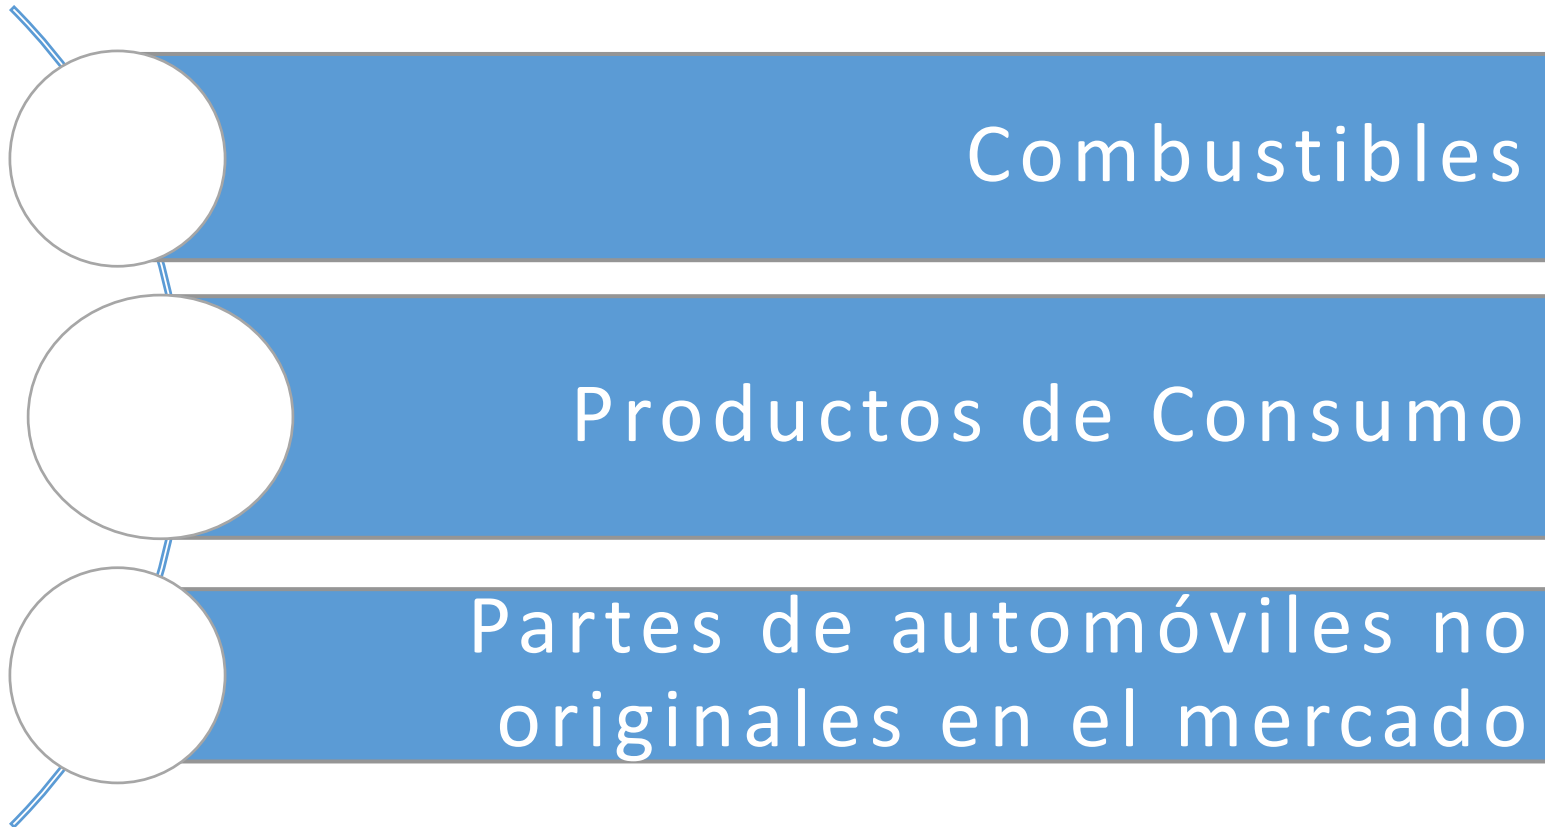 Combustibles
Productos de Consumo
Partes de automóviles no
originales en el mercado